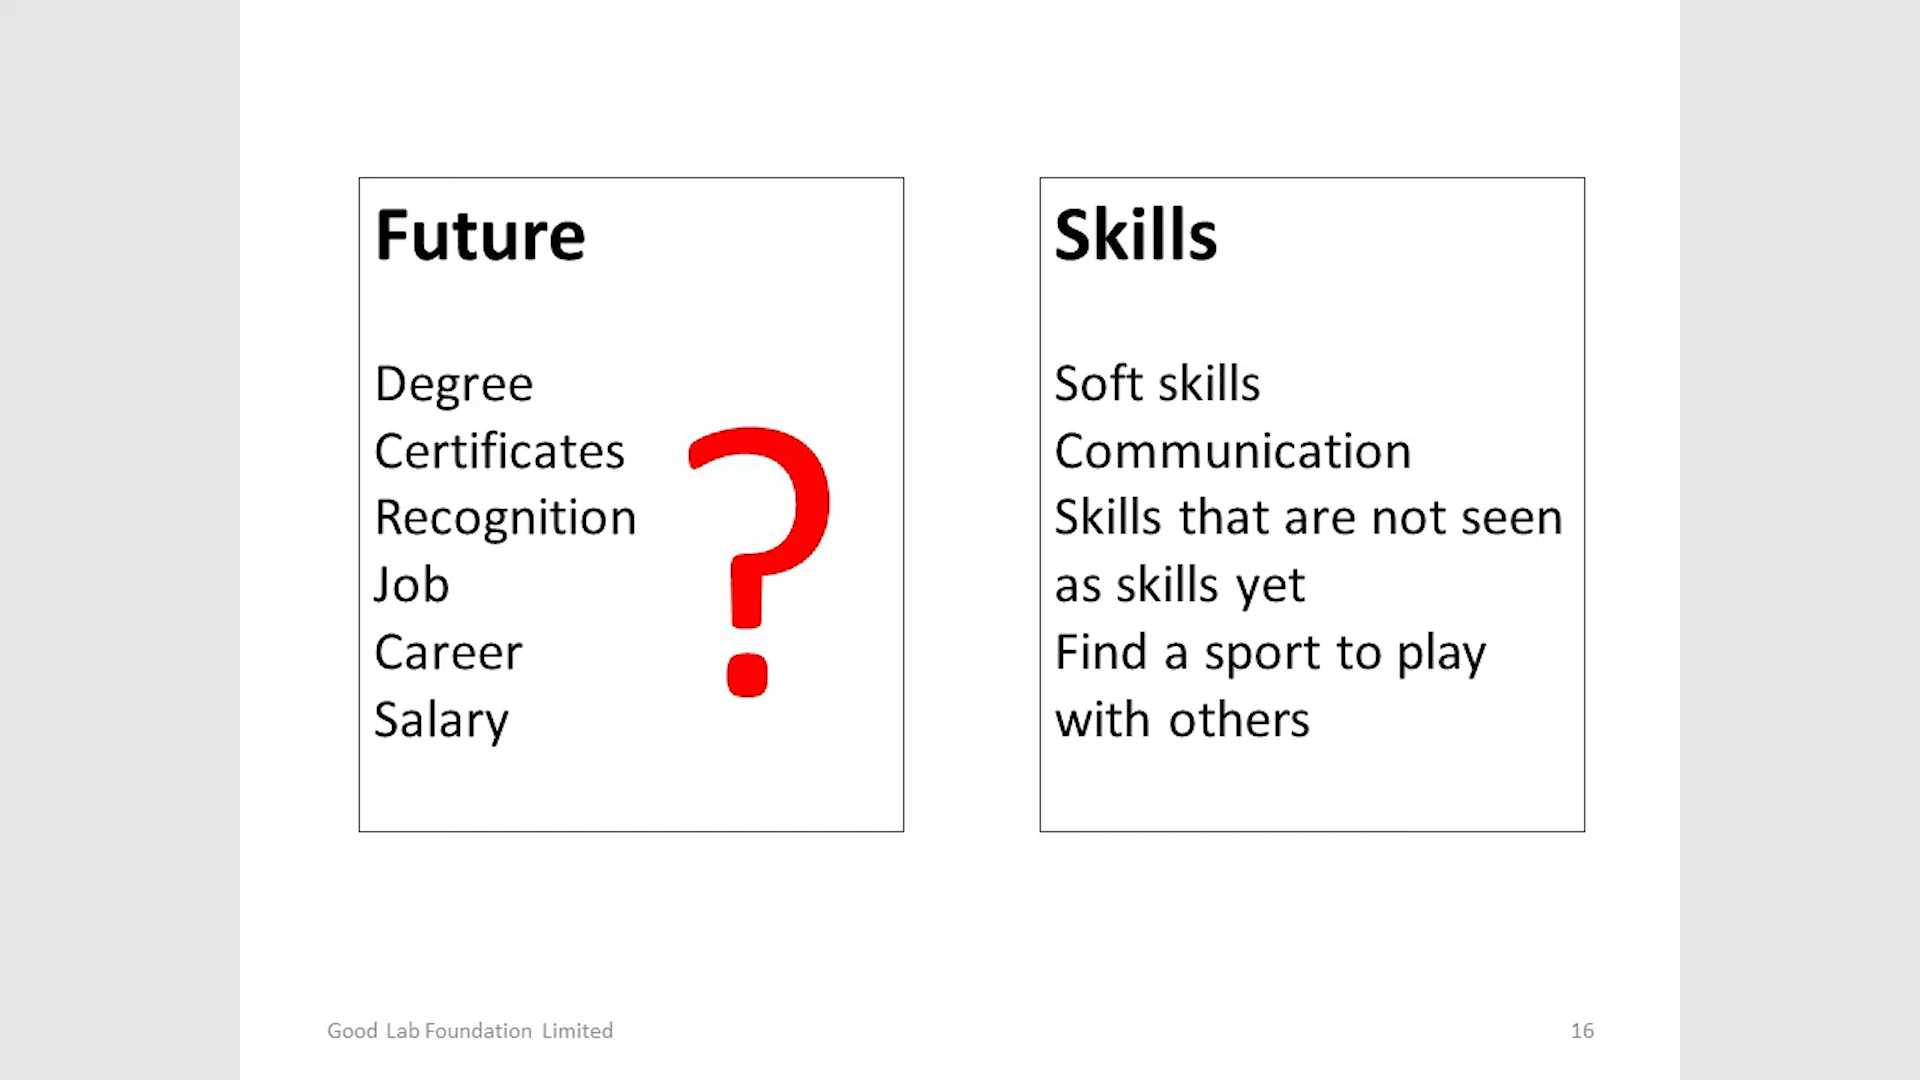 Future
Degree
Certificates
Recognition
Job
Career
Salary
?
Skills
Soft skills
Communication
Skills that are not seen
as skills yet
Find a sport to play
with others
Good Lab Foundation Limited
16